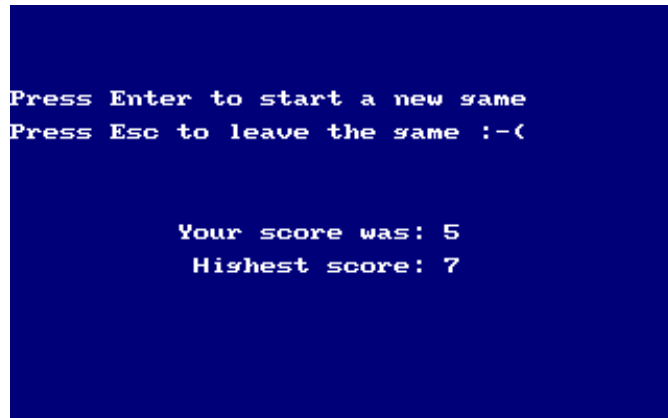 Press Enter to start a new game
Press Esc to leave the game :-(
Your score was: 5
Highest score: 7